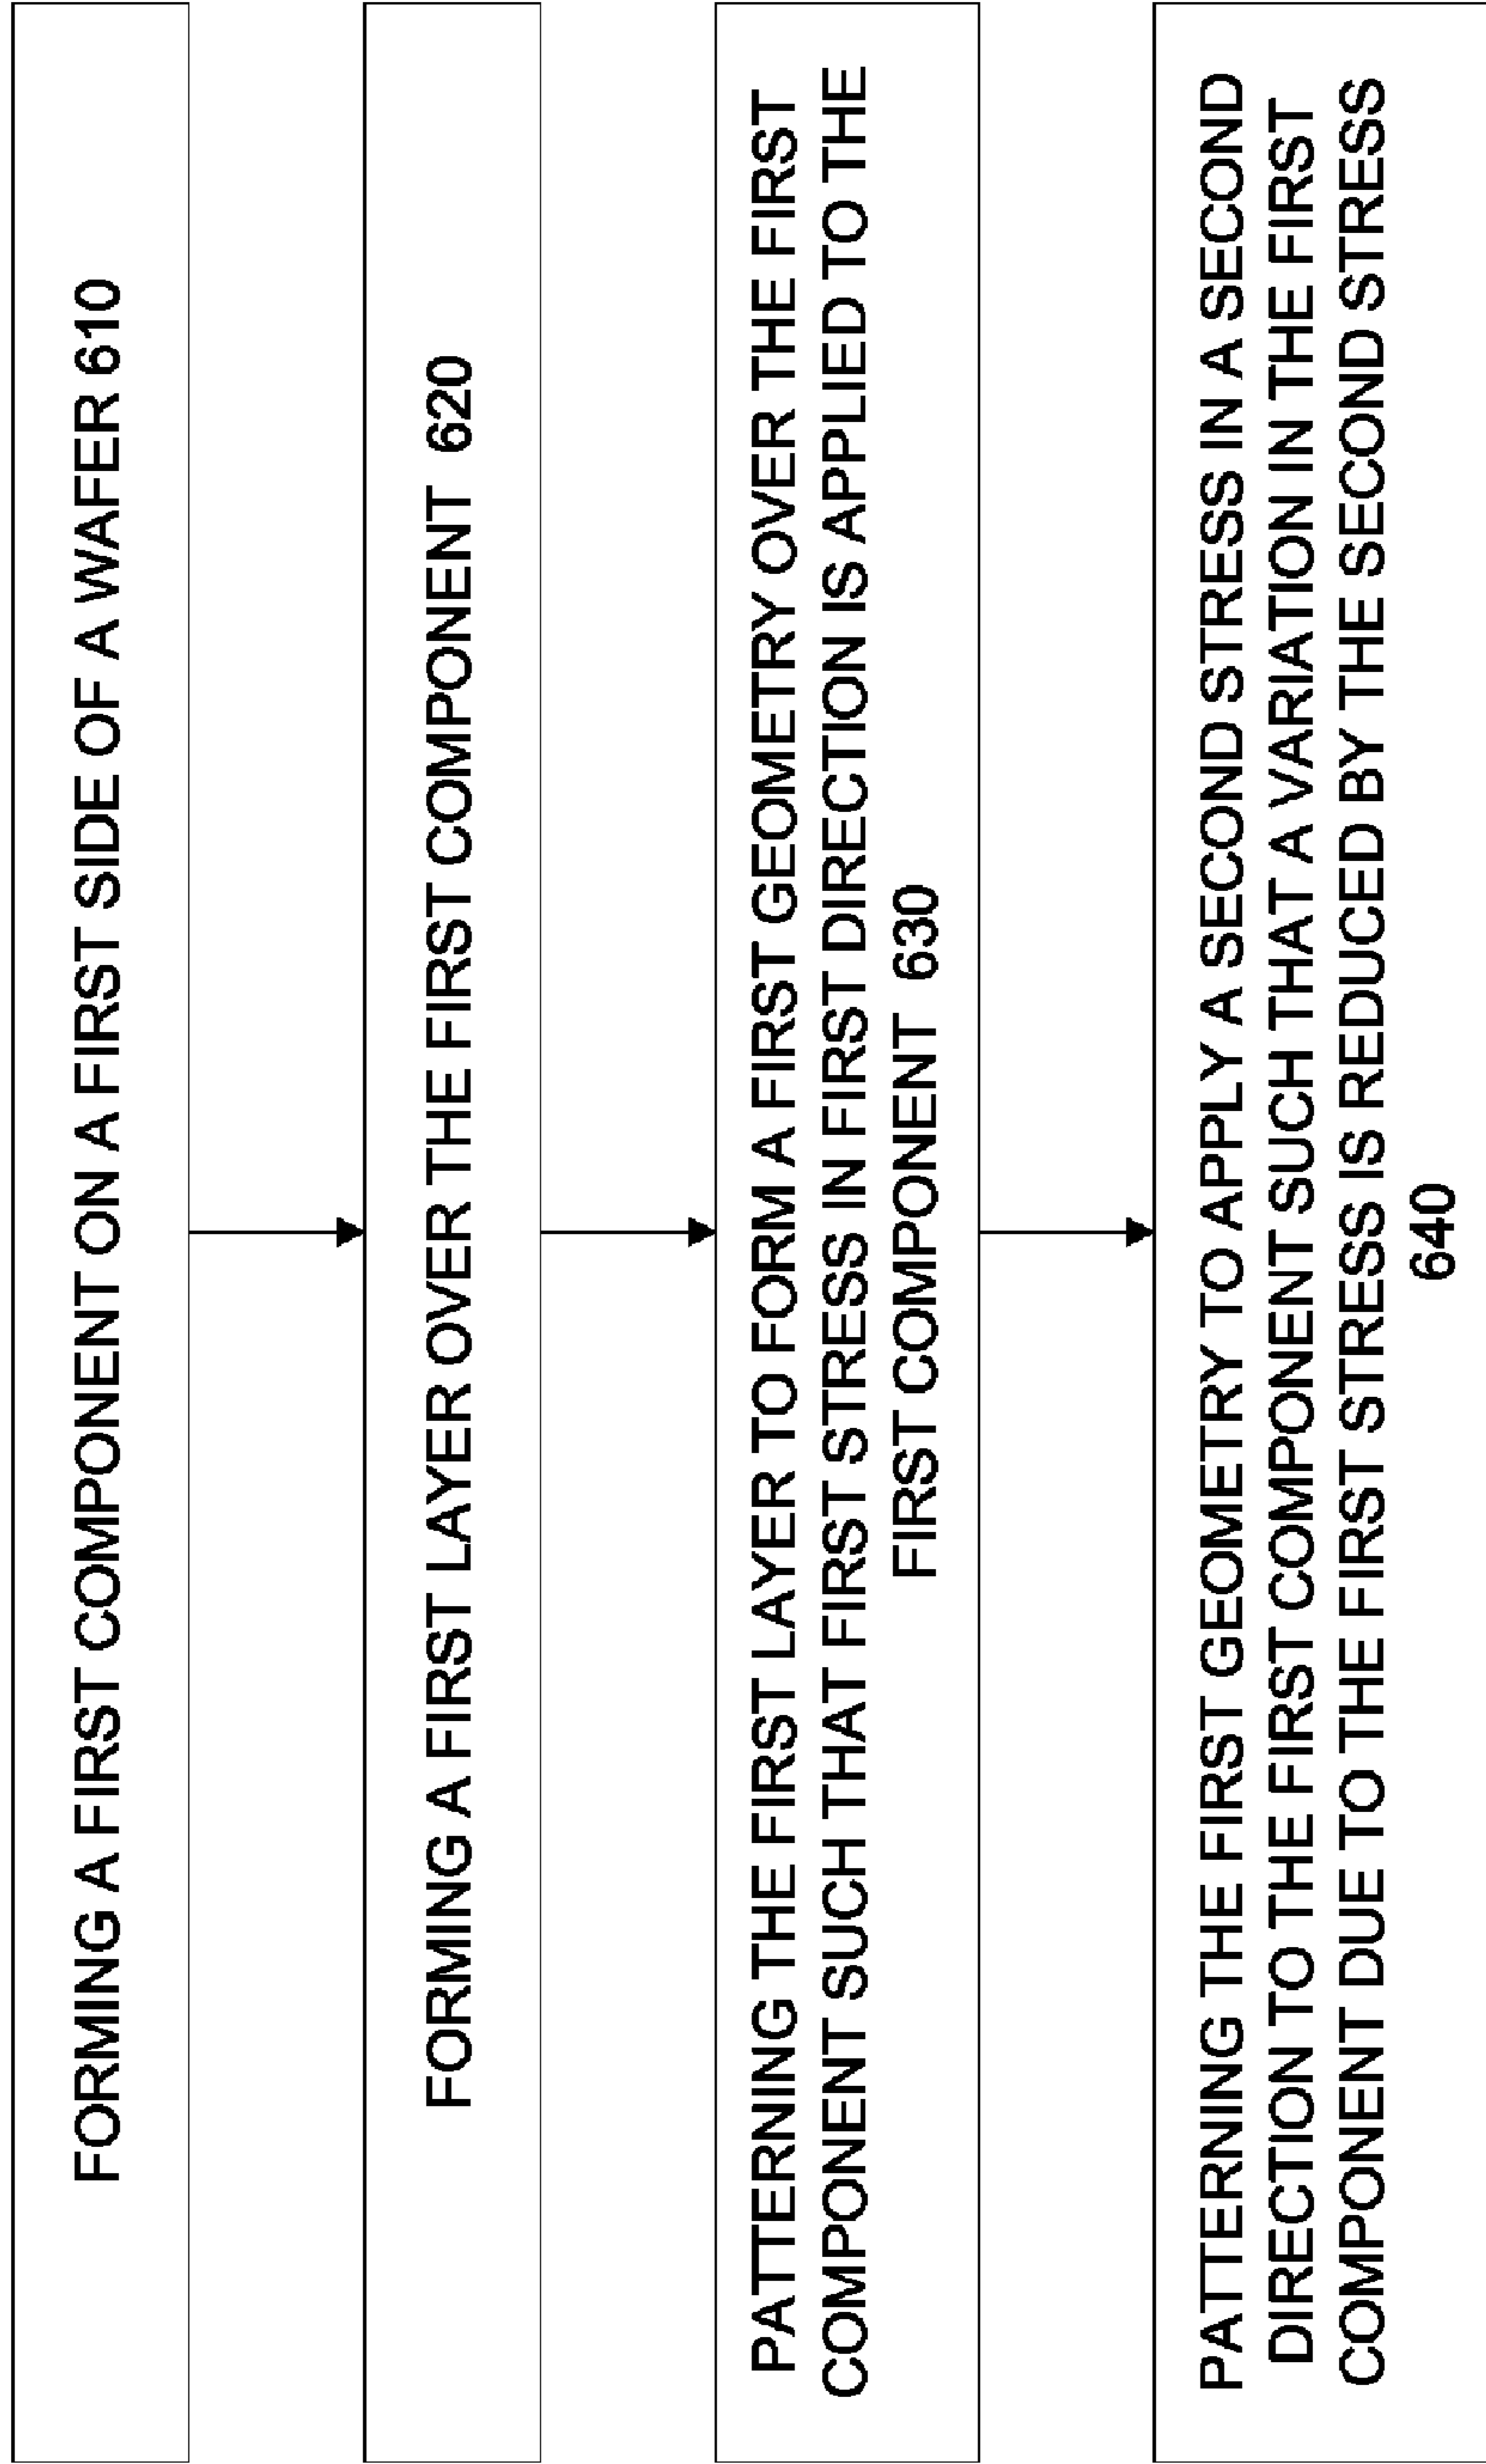 FORMING A FIRST COMPONENT ON A FIRST SIDE OF A WAFER 610
FORMING A FIRST LAYER OVER THE FIRST COMPONENT 620
PATTERNING THE FIRST LAYER TO FORM A FIRST GEOMETRY OVER THE FIRST
COMPONENT SUCH THAT FIRST STRESS IN FIRST DIRECTION IS APPLIED TO THE
FIRST COMPONENT 630
PATTERNING THE FIRST GEOMETRY TO APPLY A SECOND STRESS IN A SECOND
DIRECTION TO THE FIRST COMPONENT SUCH THAT A VARIATION IN THE FIRST
COMPONENT DUE TO THE FIRST STRESS IS REDUCED BY THE SECOND STRESS
640